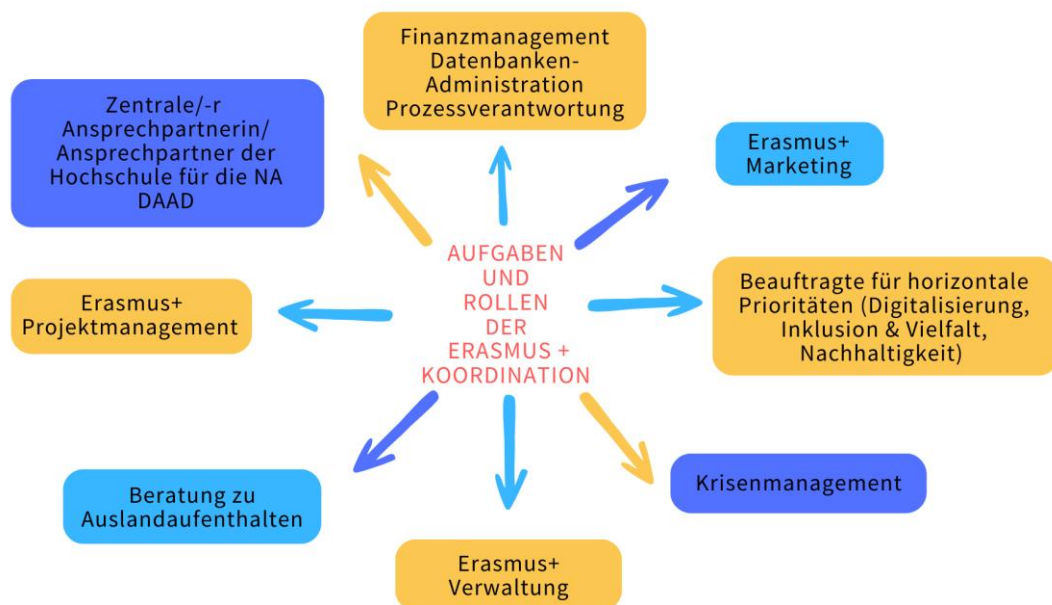 Finanzmanagement
Datenbanken-
Administration
Prozessverantwortung
Zentrale/-r
Ansprechpartnerin/
Ansprechpartner der
Hochschule für die NA
DAAD
Erasmus+
Marketing
AUFGABEN
UND
ROLLEN
DER
ERASMUS +
KOORDINATION
Erasmus+
Projektmanagement
Beauftragte für horizontale
Prioritäten (Digitalisierung,
Inklusion & Vielfalt,
Nachhaltigkeit)
Beratung zu
Auslandaufenthalten
Krisenmanagement
Erasmus+
Verwaltung